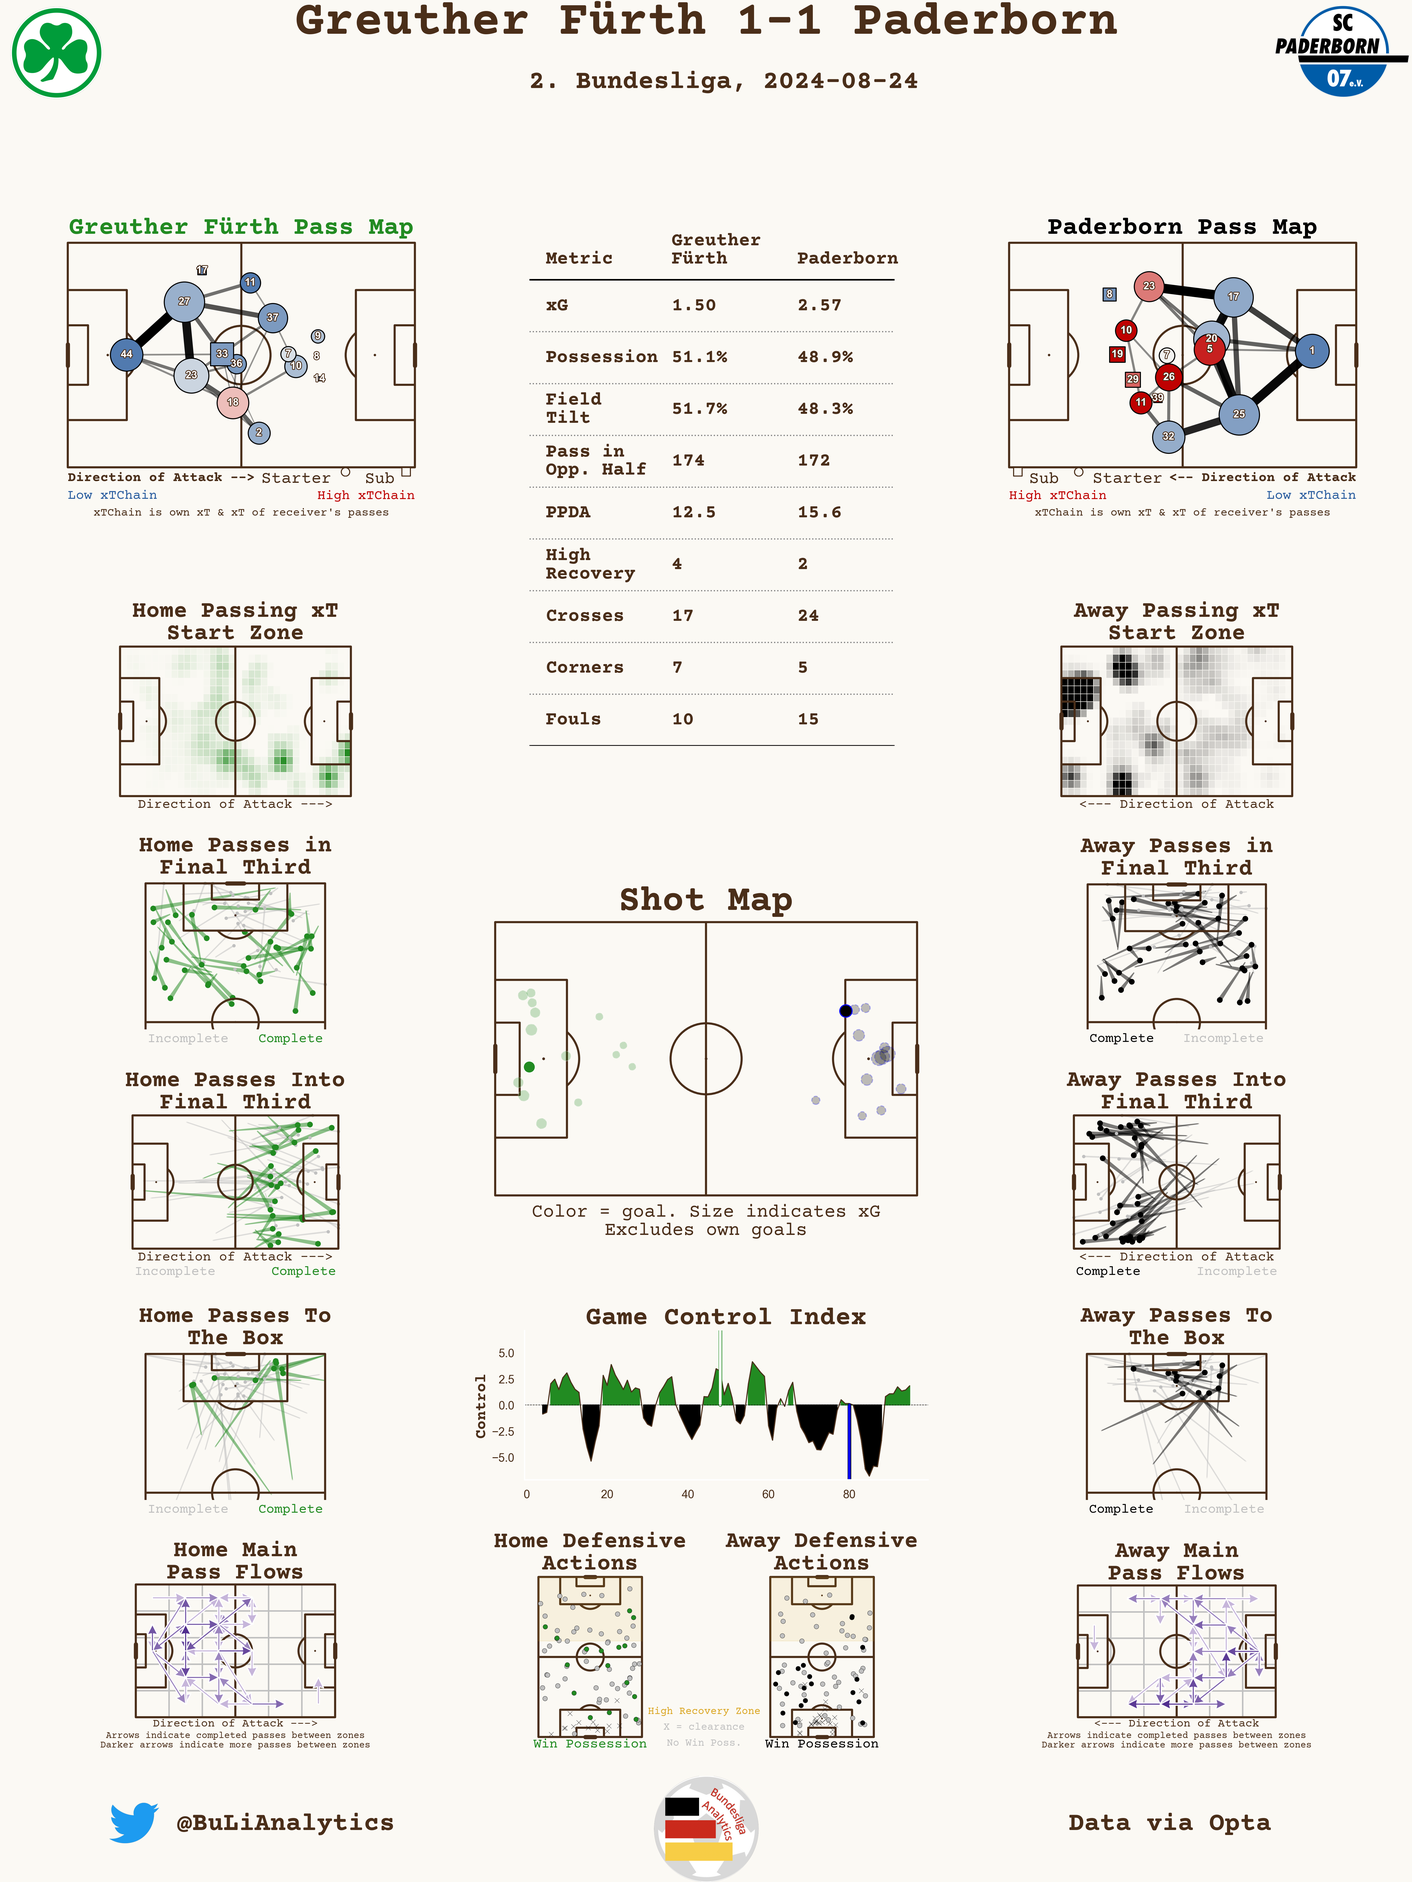 Greuther Fürth 1-1 Paderborn
2. Bundesliga, 2024-08-24
SC
PADERBORN
07 e.V.
Greuther Fürth Pass Map
17
11
27
37
9
44
33
36
7
8
10
23
14
18
2
Direction of Attack --> Starter Sub
Low xTChain High xTChain
xTChain is own xT & xT of receiver's passes
Metric Greuther Fürth Paderborn
xG 1.50 2.57
Possession 51.1% 48.9%
Field Tilt 51.7% 48.3%
Pass in Opp. Half 174 172
PPDA 12.5 15.6
High Recovery 4 2
Crosses 17 24
Corners 7 5
Fouls 10 15
Paderborn Pass Map
23
8
17
10
20
19
7
5
1
29
26
11
39
25
32
Sub Starter <-- Direction of Attack
High xTChain Low xTChain
xTChain is own xT & xT of receiver's passes
Home Passing xT
Start Zone
Direction of Attack --->
Away Passing xT
Start Zone
<--- Direction of Attack
Home Passes in
Final Third
Incomplete Complete
Away Passes in
Final Third
Complete Incomplete
Shot Map
Color = goal. Size indicates xG
Excludes own goals
Home Passes Into
Final Third
Direction of Attack --->
Incomplete Complete
Away Passes Into
Final Third
<--- Direction of Attack
Complete Incomplete
Home Passes To
The Box
Incomplete Complete
Game Control Index
Control
5.0
2.5
0.0
−2.5
−5.0
0 20 40 60 80
Away Passes To
The Box
Complete Incomplete
Home Main
Pass Flows
Direction of Attack --->
Arrows indicate completed passes between zones
Darker arrows indicate more passes between zones
Home Defensive
Actions
Win Possession
High Recovery Zone
X = clearance
No Win Poss.
Away Defensive
Actions
Win Possession
Away Main
Pass Flows
<--- Direction of Attack
Arrows indicate completed passes between zones
Darker arrows indicate more passes between zones
@BuLiAnalytics
Bundesliga
Analytics
Data via Opta